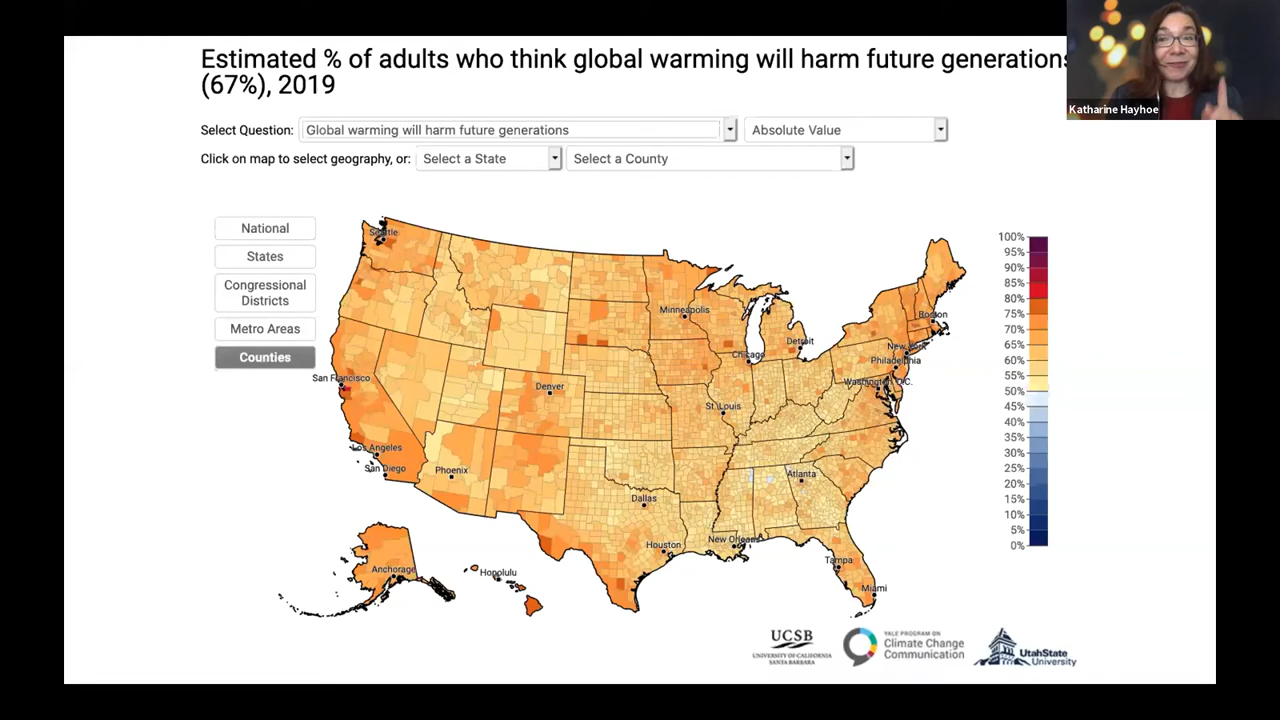 Estimated % of adults who think global warming will harm future generations
(67%), 2019
Katharine Hayhoe
Select Question:
Global warming will harm future generations
Absolute Value
Click on map to select geography, or:
Select a State
Select a County
National
States
Congressional
Districts
Metro Areas
Counties
Seattle
Minneapolis
Boston
Detroit
New York
Chicago
Philadelphia
San Francisco
Denver
Washington, D.C.
St. Louis
Los Angeles
San Diego
Phoenix
Atlanta
Dallas
Houston
New Orleans
Tampa
Miami
Anchorage
Honolulu
100%
95%
90%
85%
80%
75%
70%
65%
60%
55%
50%
45%
40%
35%
30%
25%
20%
15%
10%
5%
0%
UCSB
UNIVERSITY OF CALIFORNIA
SANTA BARBARA
YALE PROGRAM ON
Climate Change
Communication
UtahState
University